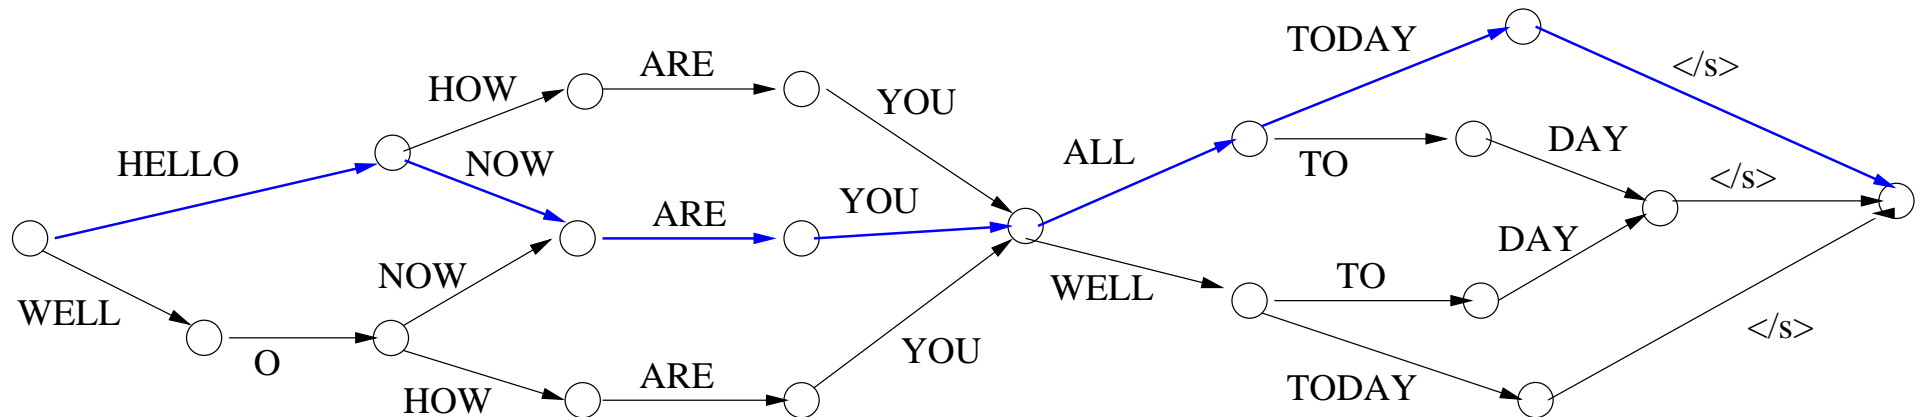 TODAY
</s>
ARE
HOW
YOU
DAY
ALL
HELLO
NOW
TO
</s>
YOU
ARE
DAY
NOW
TO
WELL
WELL
</s>
YOU
O
ARE
TODAY
HOW